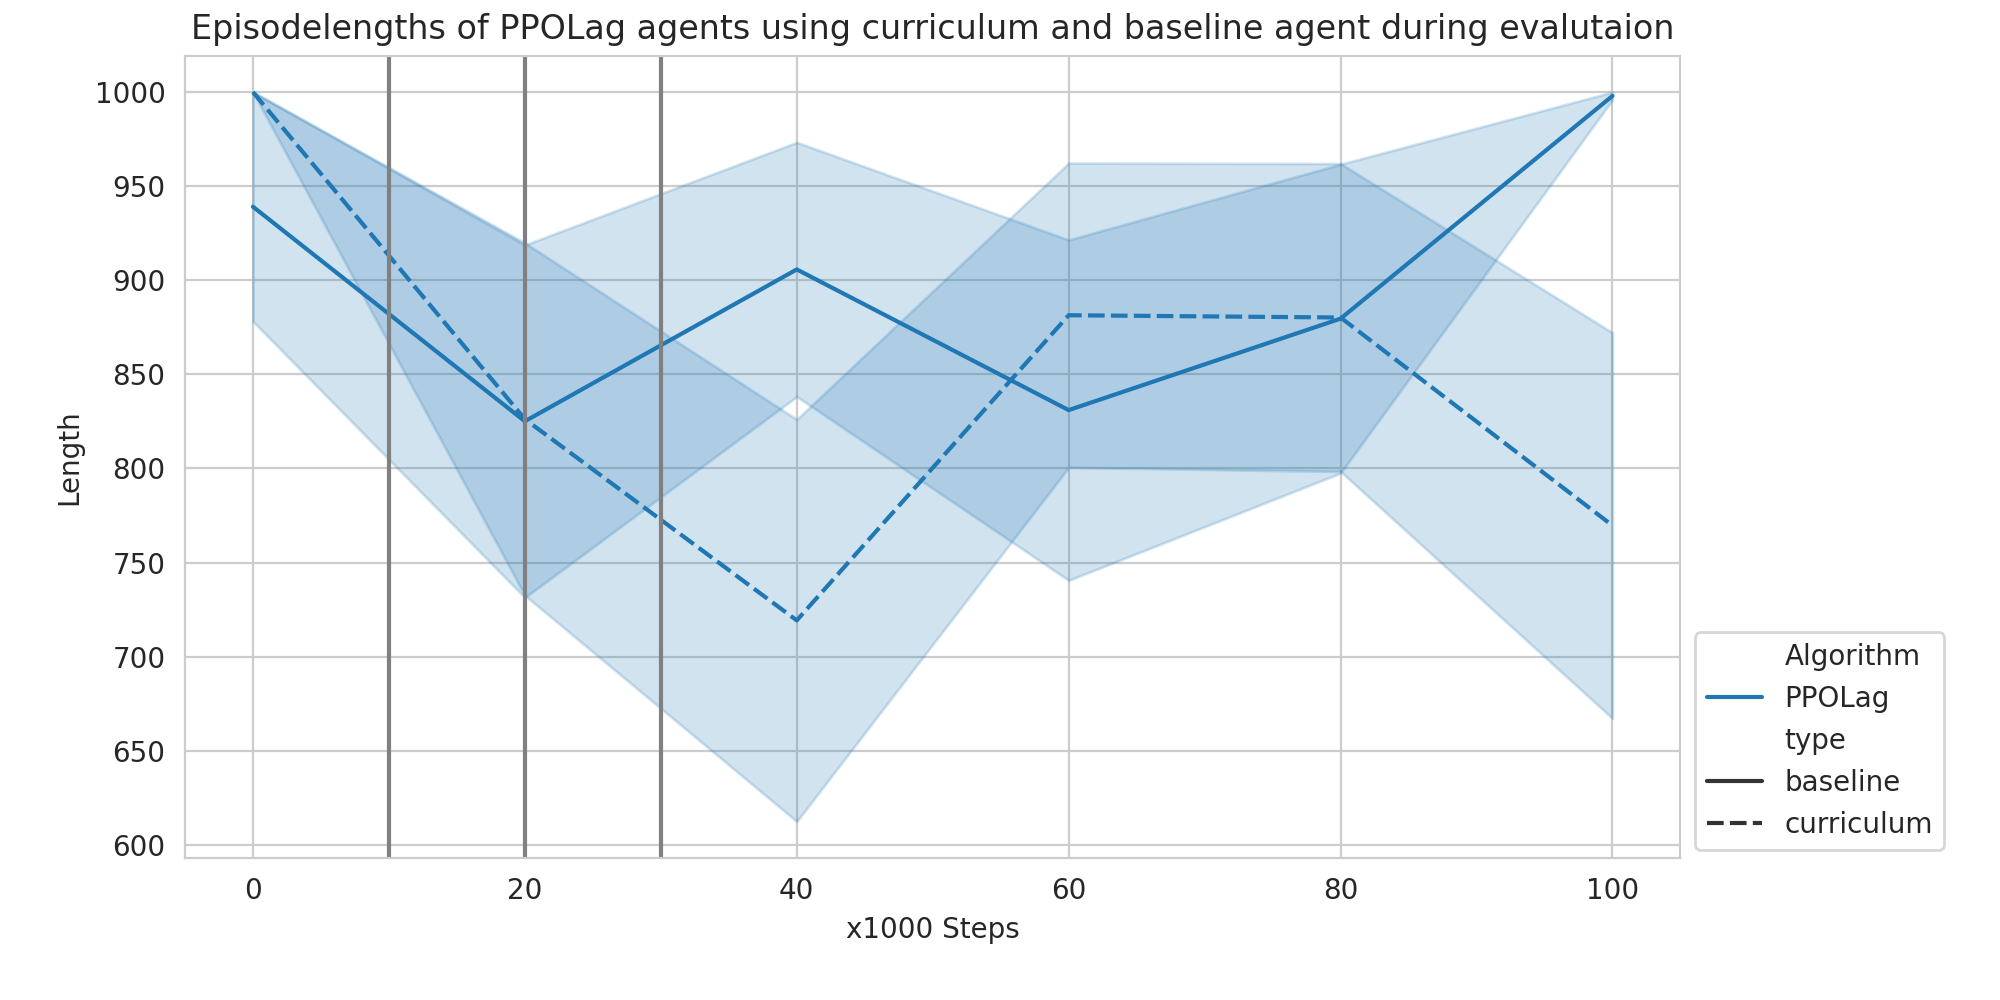 Episodelengths of PPOLag agents using curriculum and baseline agent during evalutaion
1000
950
900
850
800
750
700
650
600
Length
0 20 40 60 80 100
x1000 Steps
Algorithm
PPOLag
type
baseline
curriculum